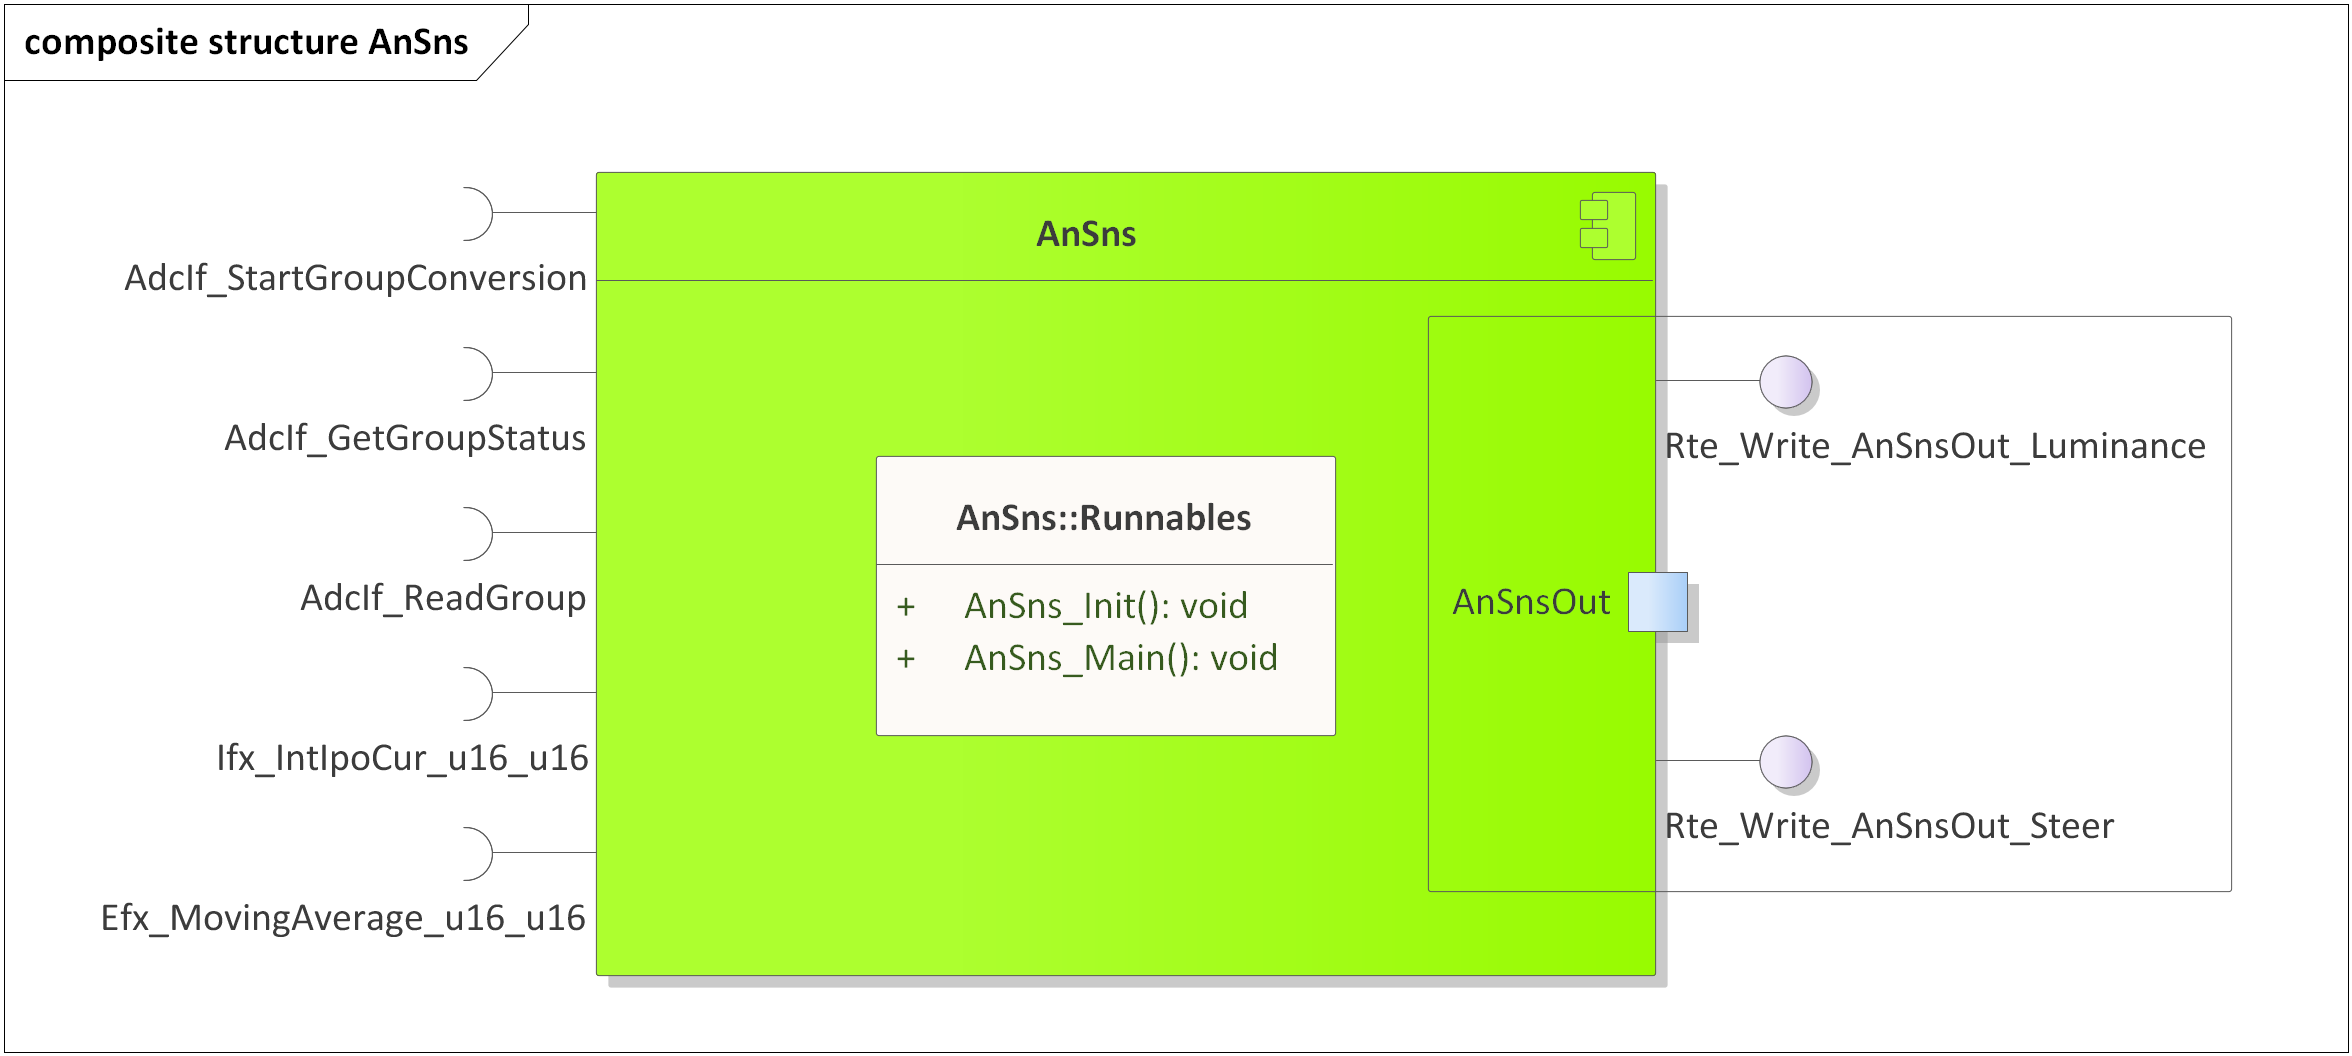 composite structure AnSns
AdcIf_StartGroupConversion
AdcIf_GetGroupStatus
AdcIf_ReadGroup
Ifx_IntIpoCur_u16_u16
Efx_MovingAverage_u16_u16
AnSns
AnSns::Runnables
+ AnSns_Init(): void
+ AnSns_Main(): void
AnSnsOut
Rte_Write_AnSnsOut_Luminance
Rte_Write_AnSnsOut_Steer